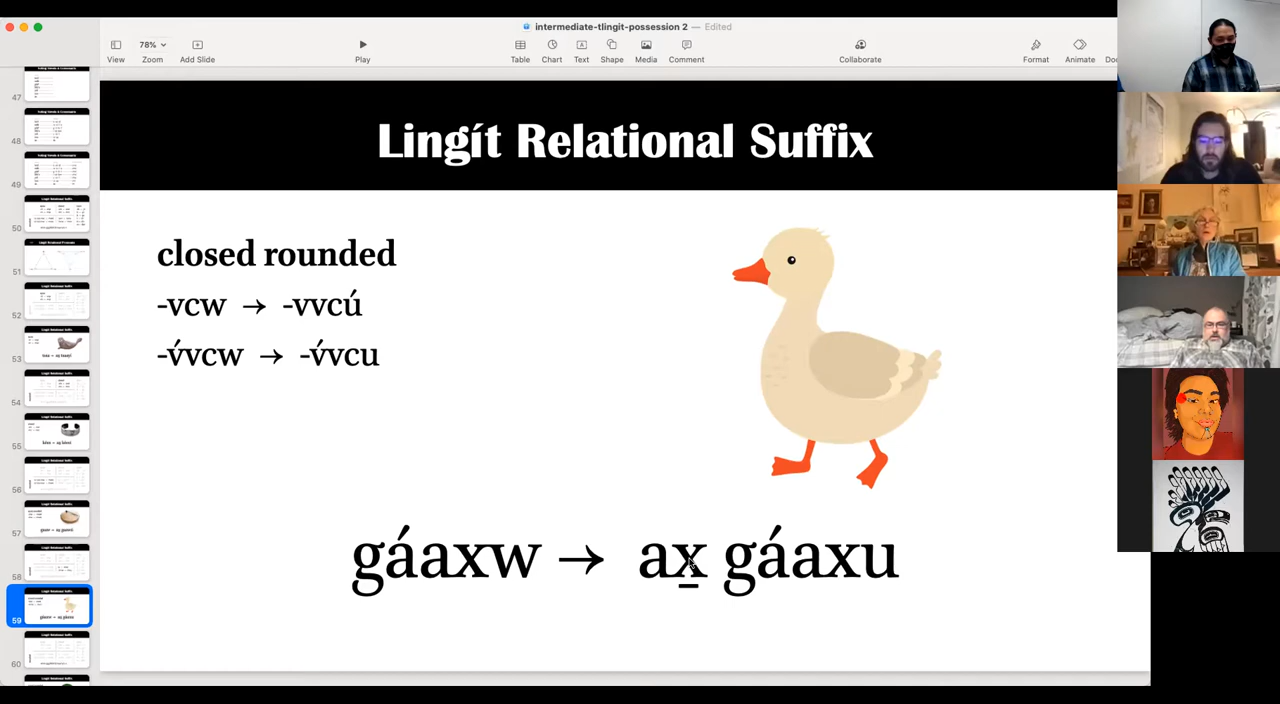 intermediate-tlingit-possession 2 — Edited
78%
View Zoom Add Slide Play Table Chart Text Shape Media Comment Collaborate Format Animate Doc
47
48
49
50
51
52
53
54
55
56
57
58
59
60
Lingít Relational Suffix
closed rounded
-vcw → -vvcú
-v́vcw → -v́vcu
gáaxw → ax̱ gáaxu